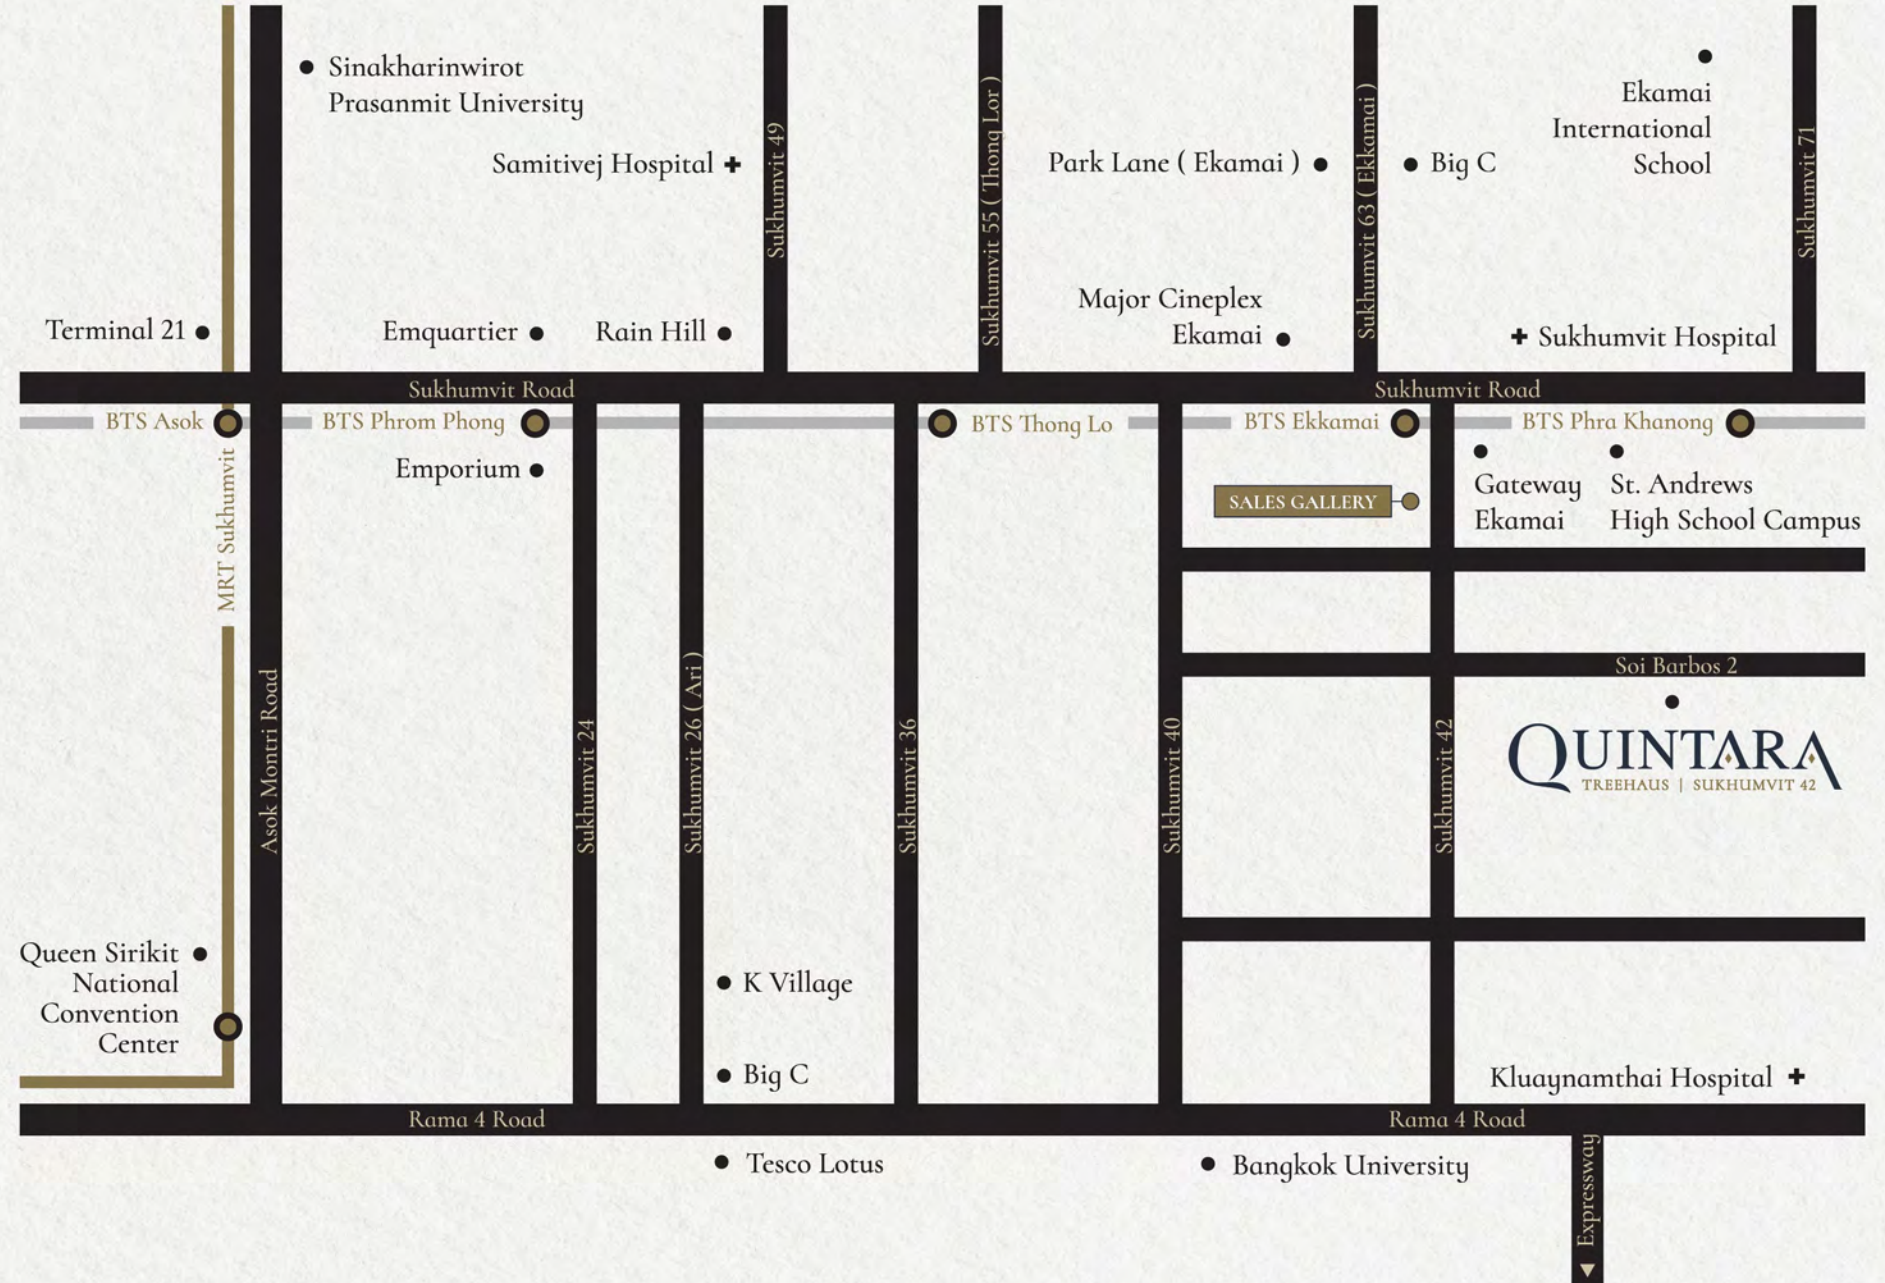 Sinakharinwirot
Prasanmit University
Samitivej Hospital
Sukhumvit 49
Sukhumvit 55 ( Thong Lor )
Park Lane ( Ekamai )
Sukhumvit 63 ( Ekkamai )
Big C
Ekamai
International
School
Sukhumvit 71
Terminal 21
Emquartier
Rain Hill
Major Cineplex
Ekamai
Sukhumvit Hospital
Sukhumvit Road
Sukhumvit Road
BTS Asok
BTS Phrom Phong
BTS Thong Lo
BTS Ekkamai
BTS Phra Khanong
Emporium
MRT Sukhumvit
SALES GALLERY
Gateway
Ekamai
St. Andrews
High School Campus
Soi Barbos 2
QUINTARA
TREEHAUS | SUKHUMVIT 42
Asok Montri Road
Sukhumvit 24
Sukhumvit 26 ( Ari )
Sukhumvit 36
Sukhumvit 40
Sukhumvit 42
Queen Sirikit
National
Convention
Center
K Village
Big C
Kluaynamthai Hospital
Rama 4 Road
Rama 4 Road
Tesco Lotus
Bangkok University
Expressway